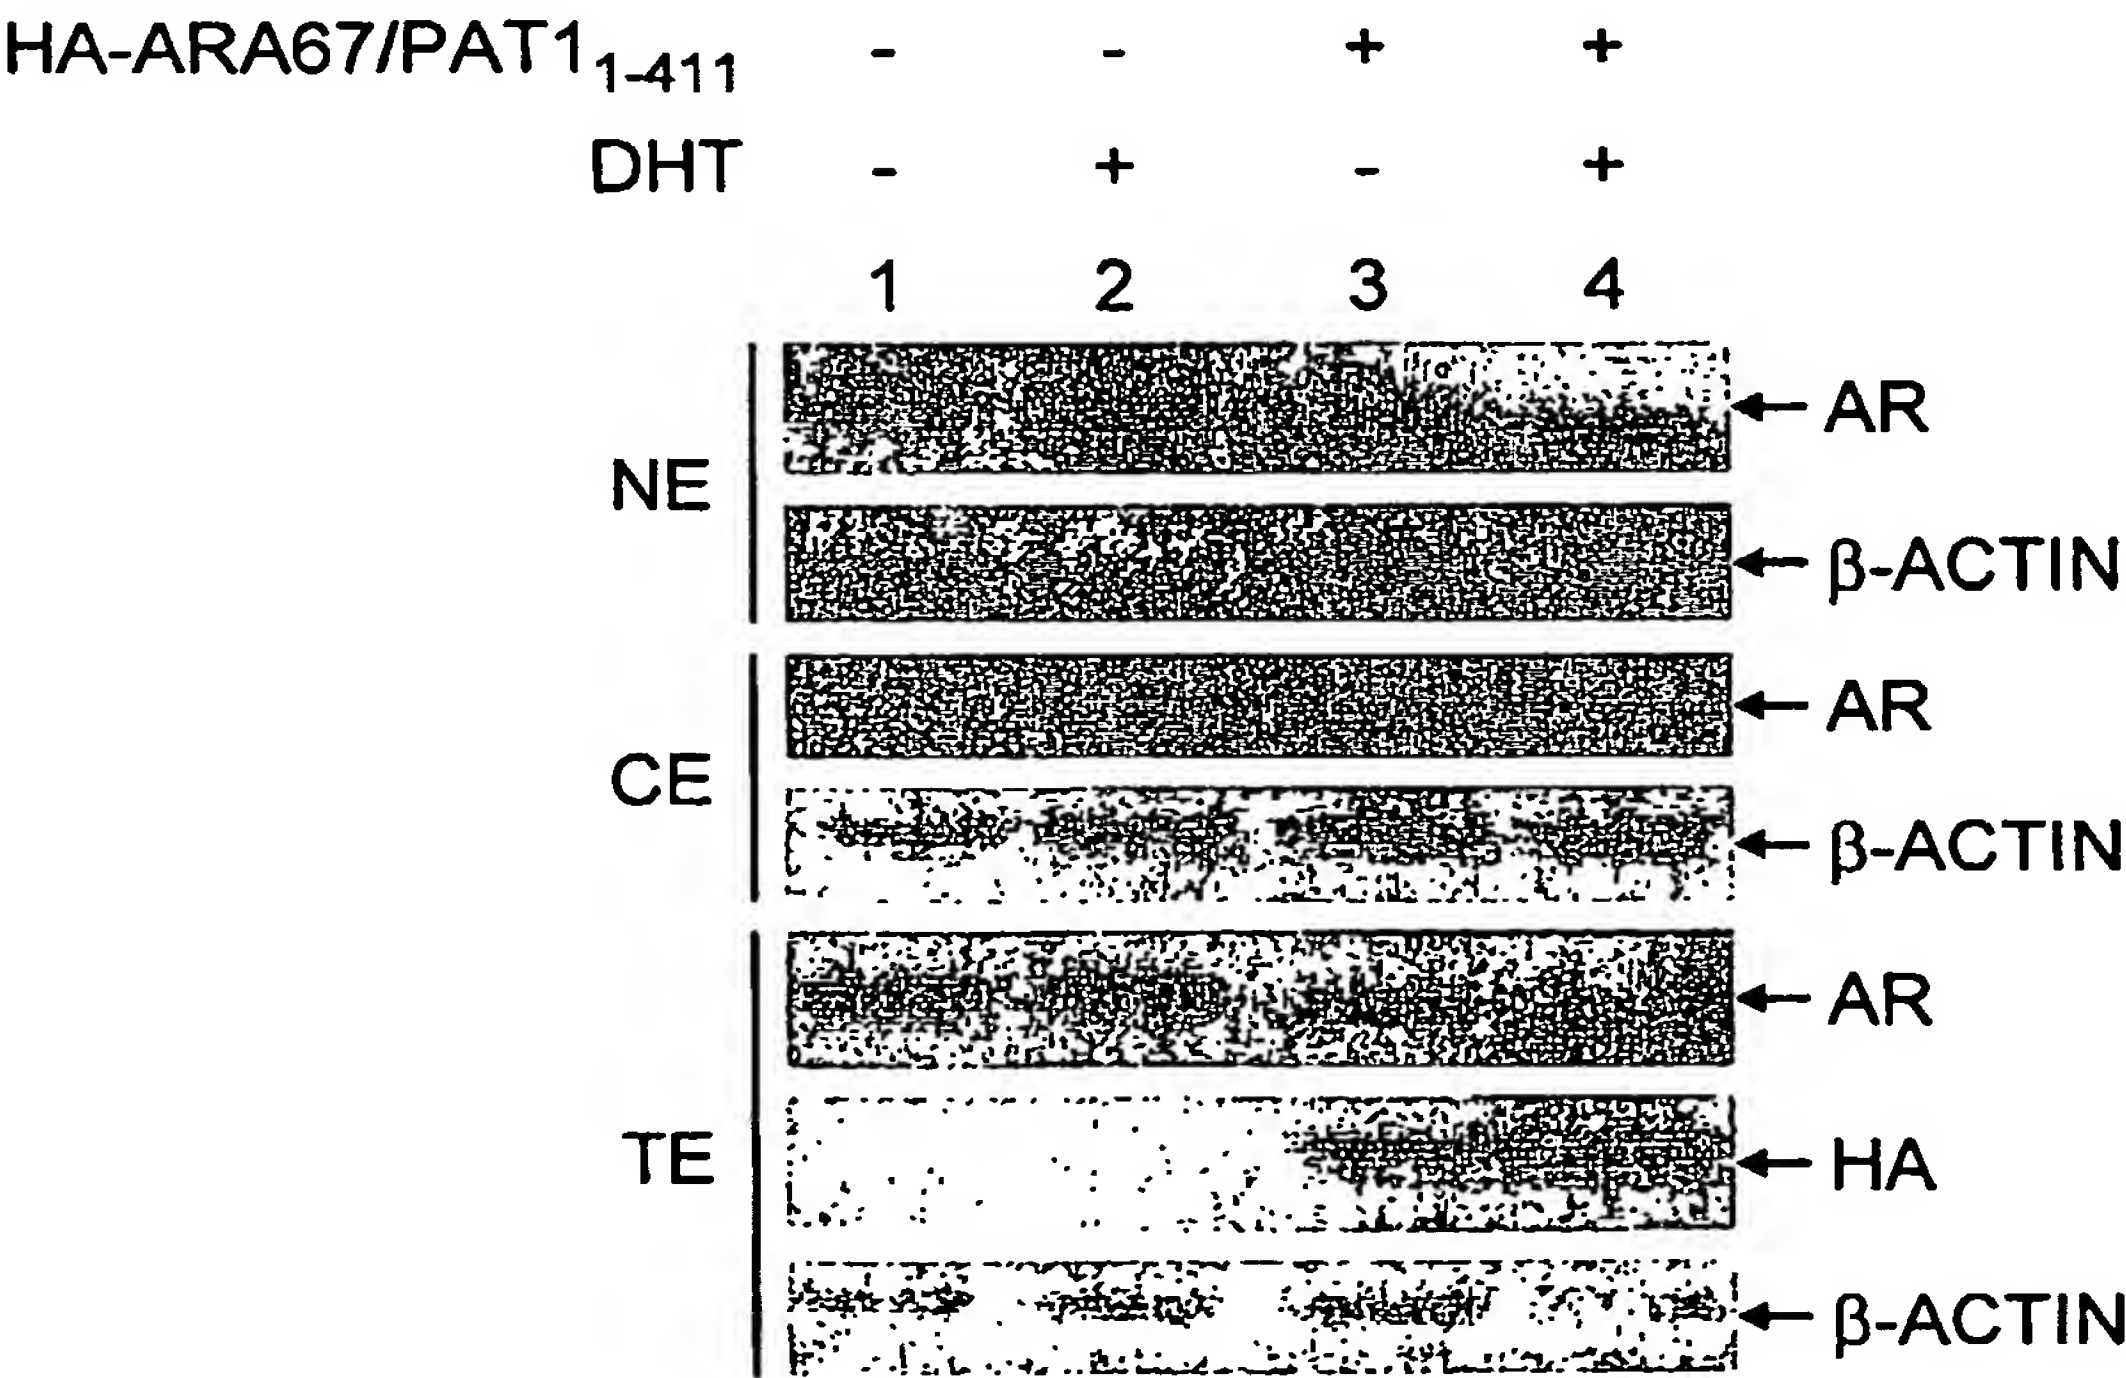 HA-ARA67/PAT1 1-411 - - + +
DHT - + - +
1 2 3 4
NE
AR
β-ACTIN
CE
AR
β-ACTIN
TE
AR
HA
β-ACTIN